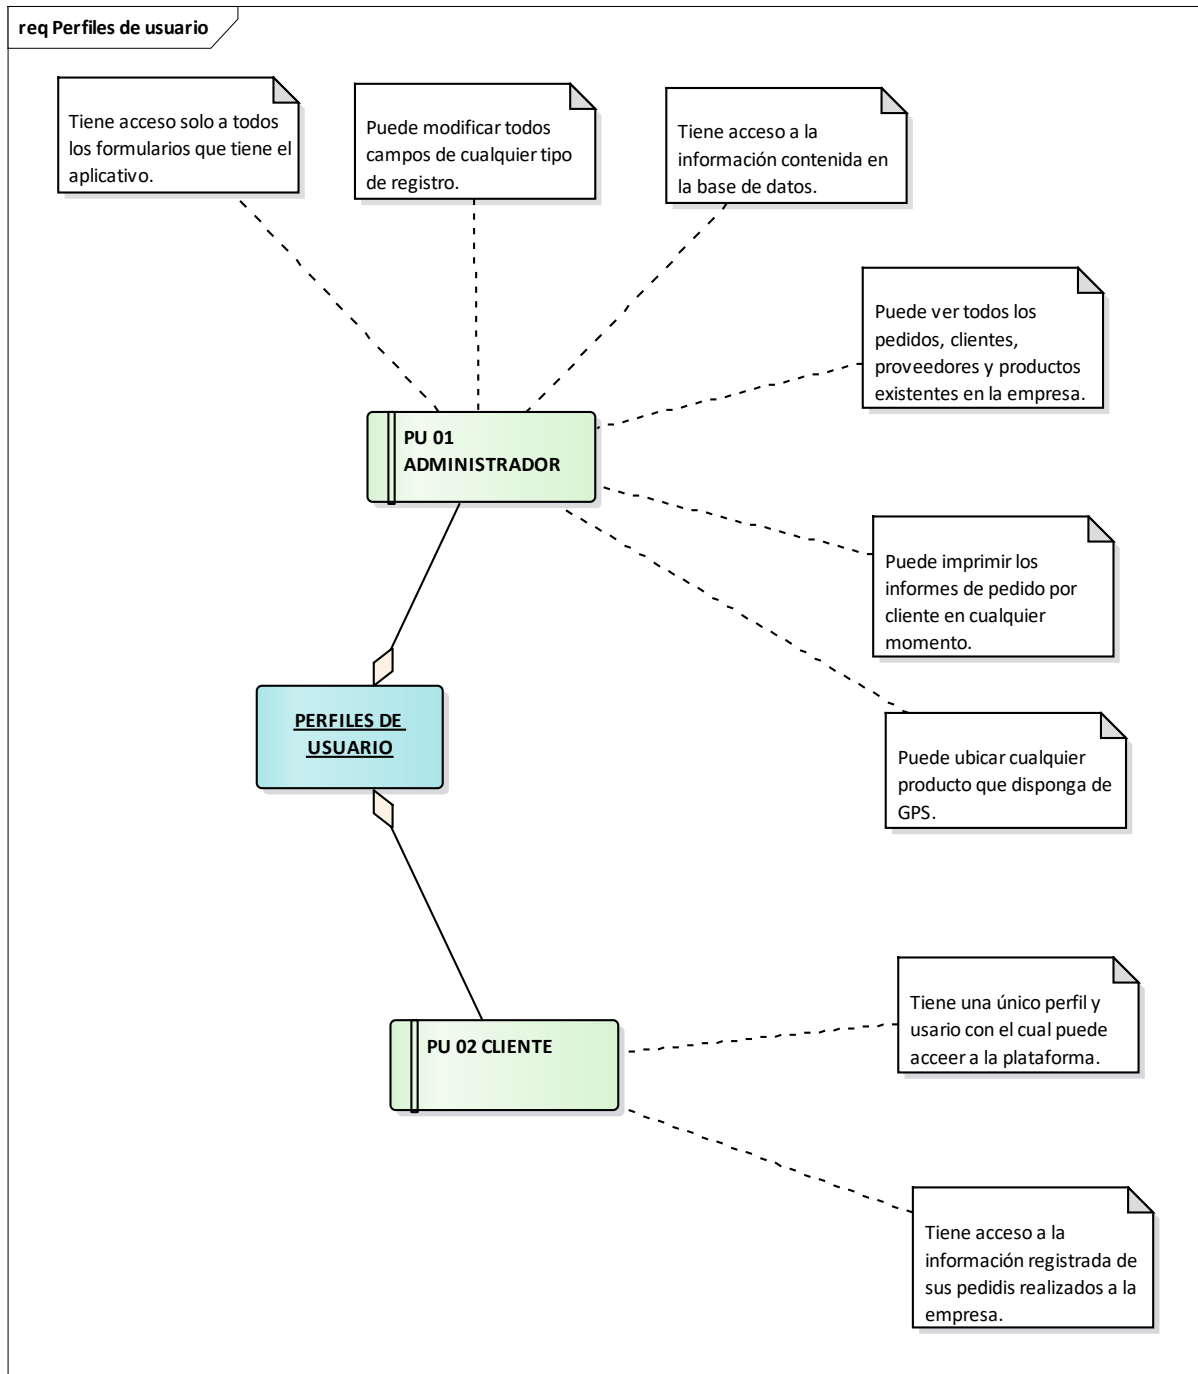 req Perfiles de usuario
Tiene acceso solo a todos
los formularios que tiene el
aplicativo.
Puede modificar todos
campos de cualquier tipo
de registro.
Tiene acceso a la
información contenida en
la base de datos.
Puede ver todos los
pedidos, clientes,
proveedores y productos
existentes en la empresa.
PU 01
ADMINISTRADOR
Puede imprimir los
informes de pedido por
cliente en cualquier
momento.
PERFILES DE
USUARIO
Puede ubicar cualquier
producto que disponga de
GPS.
Tiene una único perfil y
usario con el cual puede
acceer a la plataforma.
PU 02 CLIENTE
Tiene acceso a la
información registrada de
sus pedidis realizados a la
empresa.